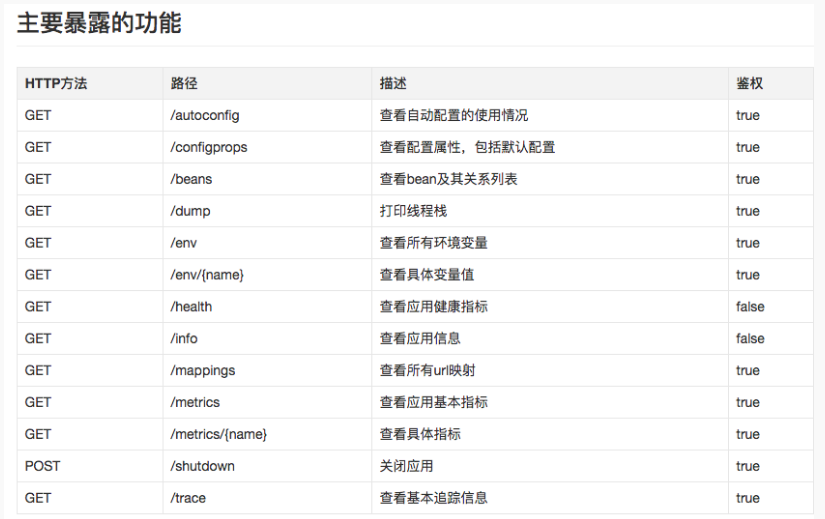 主要暴露的功能
HTTP方法 路径 描述 鉴权
GET /autoconfig 查看自动配置的使用情况 true
GET /configprops 查看配置属性，包括默认配置 true
GET /beans 查看bean及其关系列表 true
GET /dump 打印线程栈 true
GET /env 查看所有环境变量 true
GET /env/{name} 查看具体变量值 true
GET /health 查看应用健康指标 false
GET /info 查看应用信息 false
GET /mappings 查看所有url映射 true
GET /metrics 查看应用基本指标 true
GET /metrics/{name} 查看具体指标 true
POST /shutdown 关闭应用 true
GET /trace 查看基本追踪信息 true